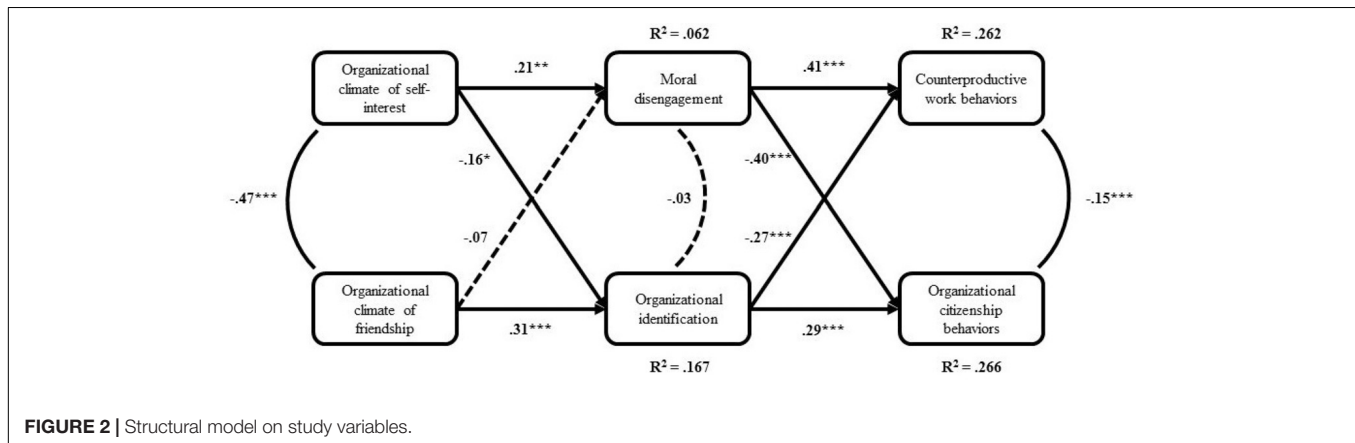 R² = .062
R² = .262
Organizational
climate of self-
interest
.21**
Moral
disengagement
.41***
Counterproductive
work behaviors
-.16*
-.40***
-.47***
-.03
-.15***
-.07
-.27***
Organizational
climate of
friendship
.31***
Organizational
identification
.29***
Organizational
citizenship
behaviors
R² = .167
R² = .266
FIGURE 2 | Structural model on study variables.